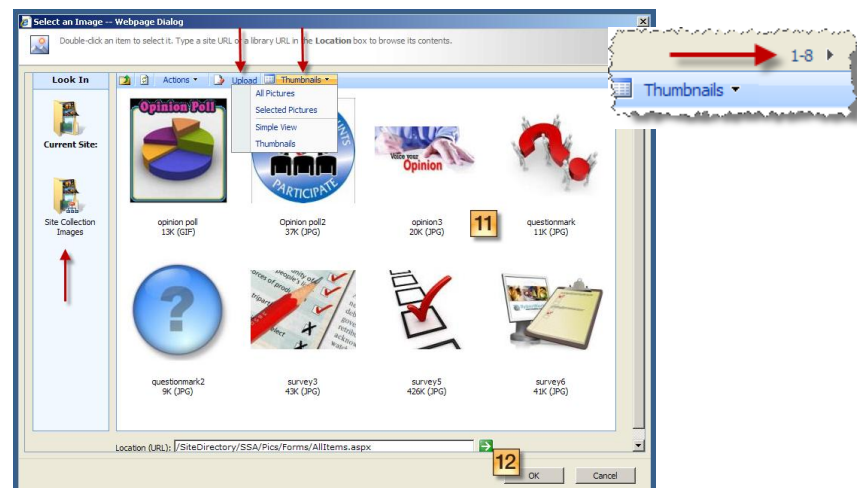 Select an Image -- Webpage Dialog
Double-click an item to select it. Type a site URL or a library URL in the Location box to browse its contents.
1-8
Thumbnails
Look In
Actions
Upload
Thumbnails
All Pictures
Selected Pictures
Simple View
Thumbnails
Current Site:
Site Collection
Images
Opinion Poll
PARTICIPATE
Voice your
Opinion
opinion poll
13K (GIF)
Opinion poll2
37K (JPG)
opinion3
20K (JPG)
11
questionmark
11K (JPG)
?
questionmark2
9K (JPG)
survey3
43K (JPG)
survey5
426K (JPG)
survey6
41K (JPG)
Location (URL): /SiteDirectory/SSA/Pics/Forms/AllItems.aspx
12
OK
Cancel